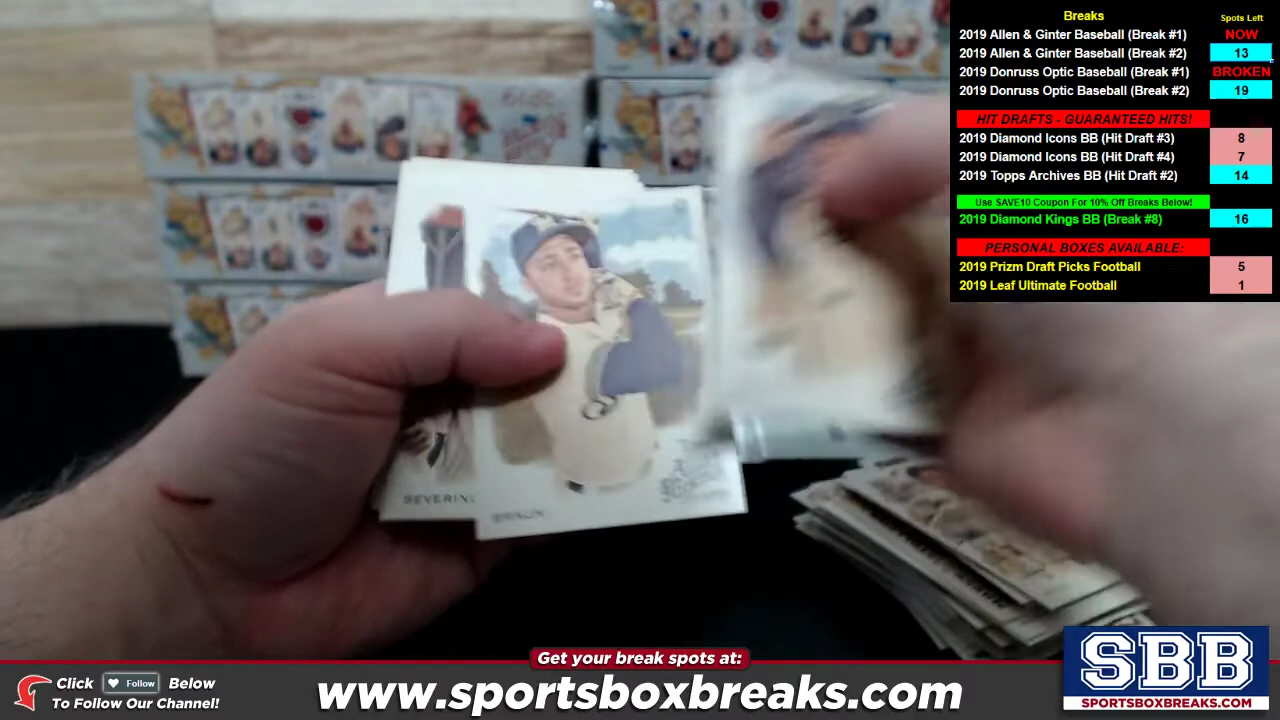 Breaks Spots Left
2019 Allen & Ginter Baseball (Break #1) NOW
2019 Allen & Ginter Baseball (Break #2) 13
2019 Donruss Optic Baseball (Break #1) BROKEN
2019 Donruss Optic Baseball (Break #2) 19
HIT DRAFTS - GUARANTEED HITS!
2019 Diamond Icons BB (Hit Draft #3) 8
2019 Diamond Icons BB (Hit Draft #4) 7
2019 Topps Archives BB (Hit Draft #2) 14
Use SAVE10 Coupon For 10% Off Breaks Below!
2019 Diamond Kings BB (Break #8) 16
PERSONAL BOXES AVAILABLE:
2019 Prizm Draft Picks Football 5
2019 Leaf Ultimate Football 1
SEVERIN
BRAUN
Get your break spots at:
Click Follow Below
To Follow Our Channel!
www.sportsboxbreaks.com
SBB
SPORTSBOXBREAKS.COM